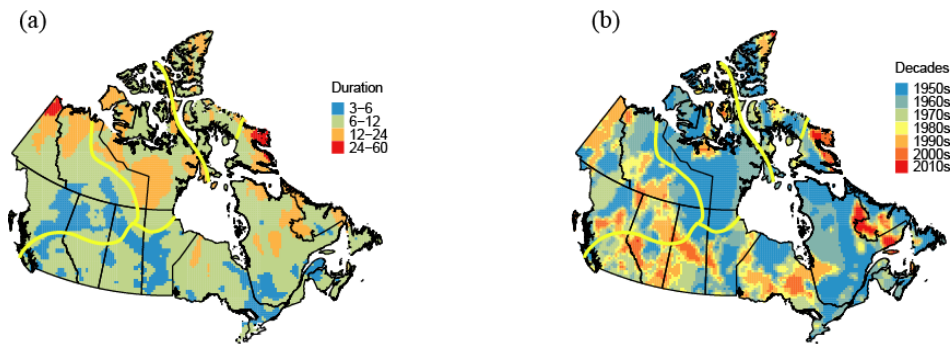 (a)
Duration
3−6
6−12
12−24
24−60
(b)
Decades
1950s
1960s
1970s
1980s
1990s
2000s
2010s